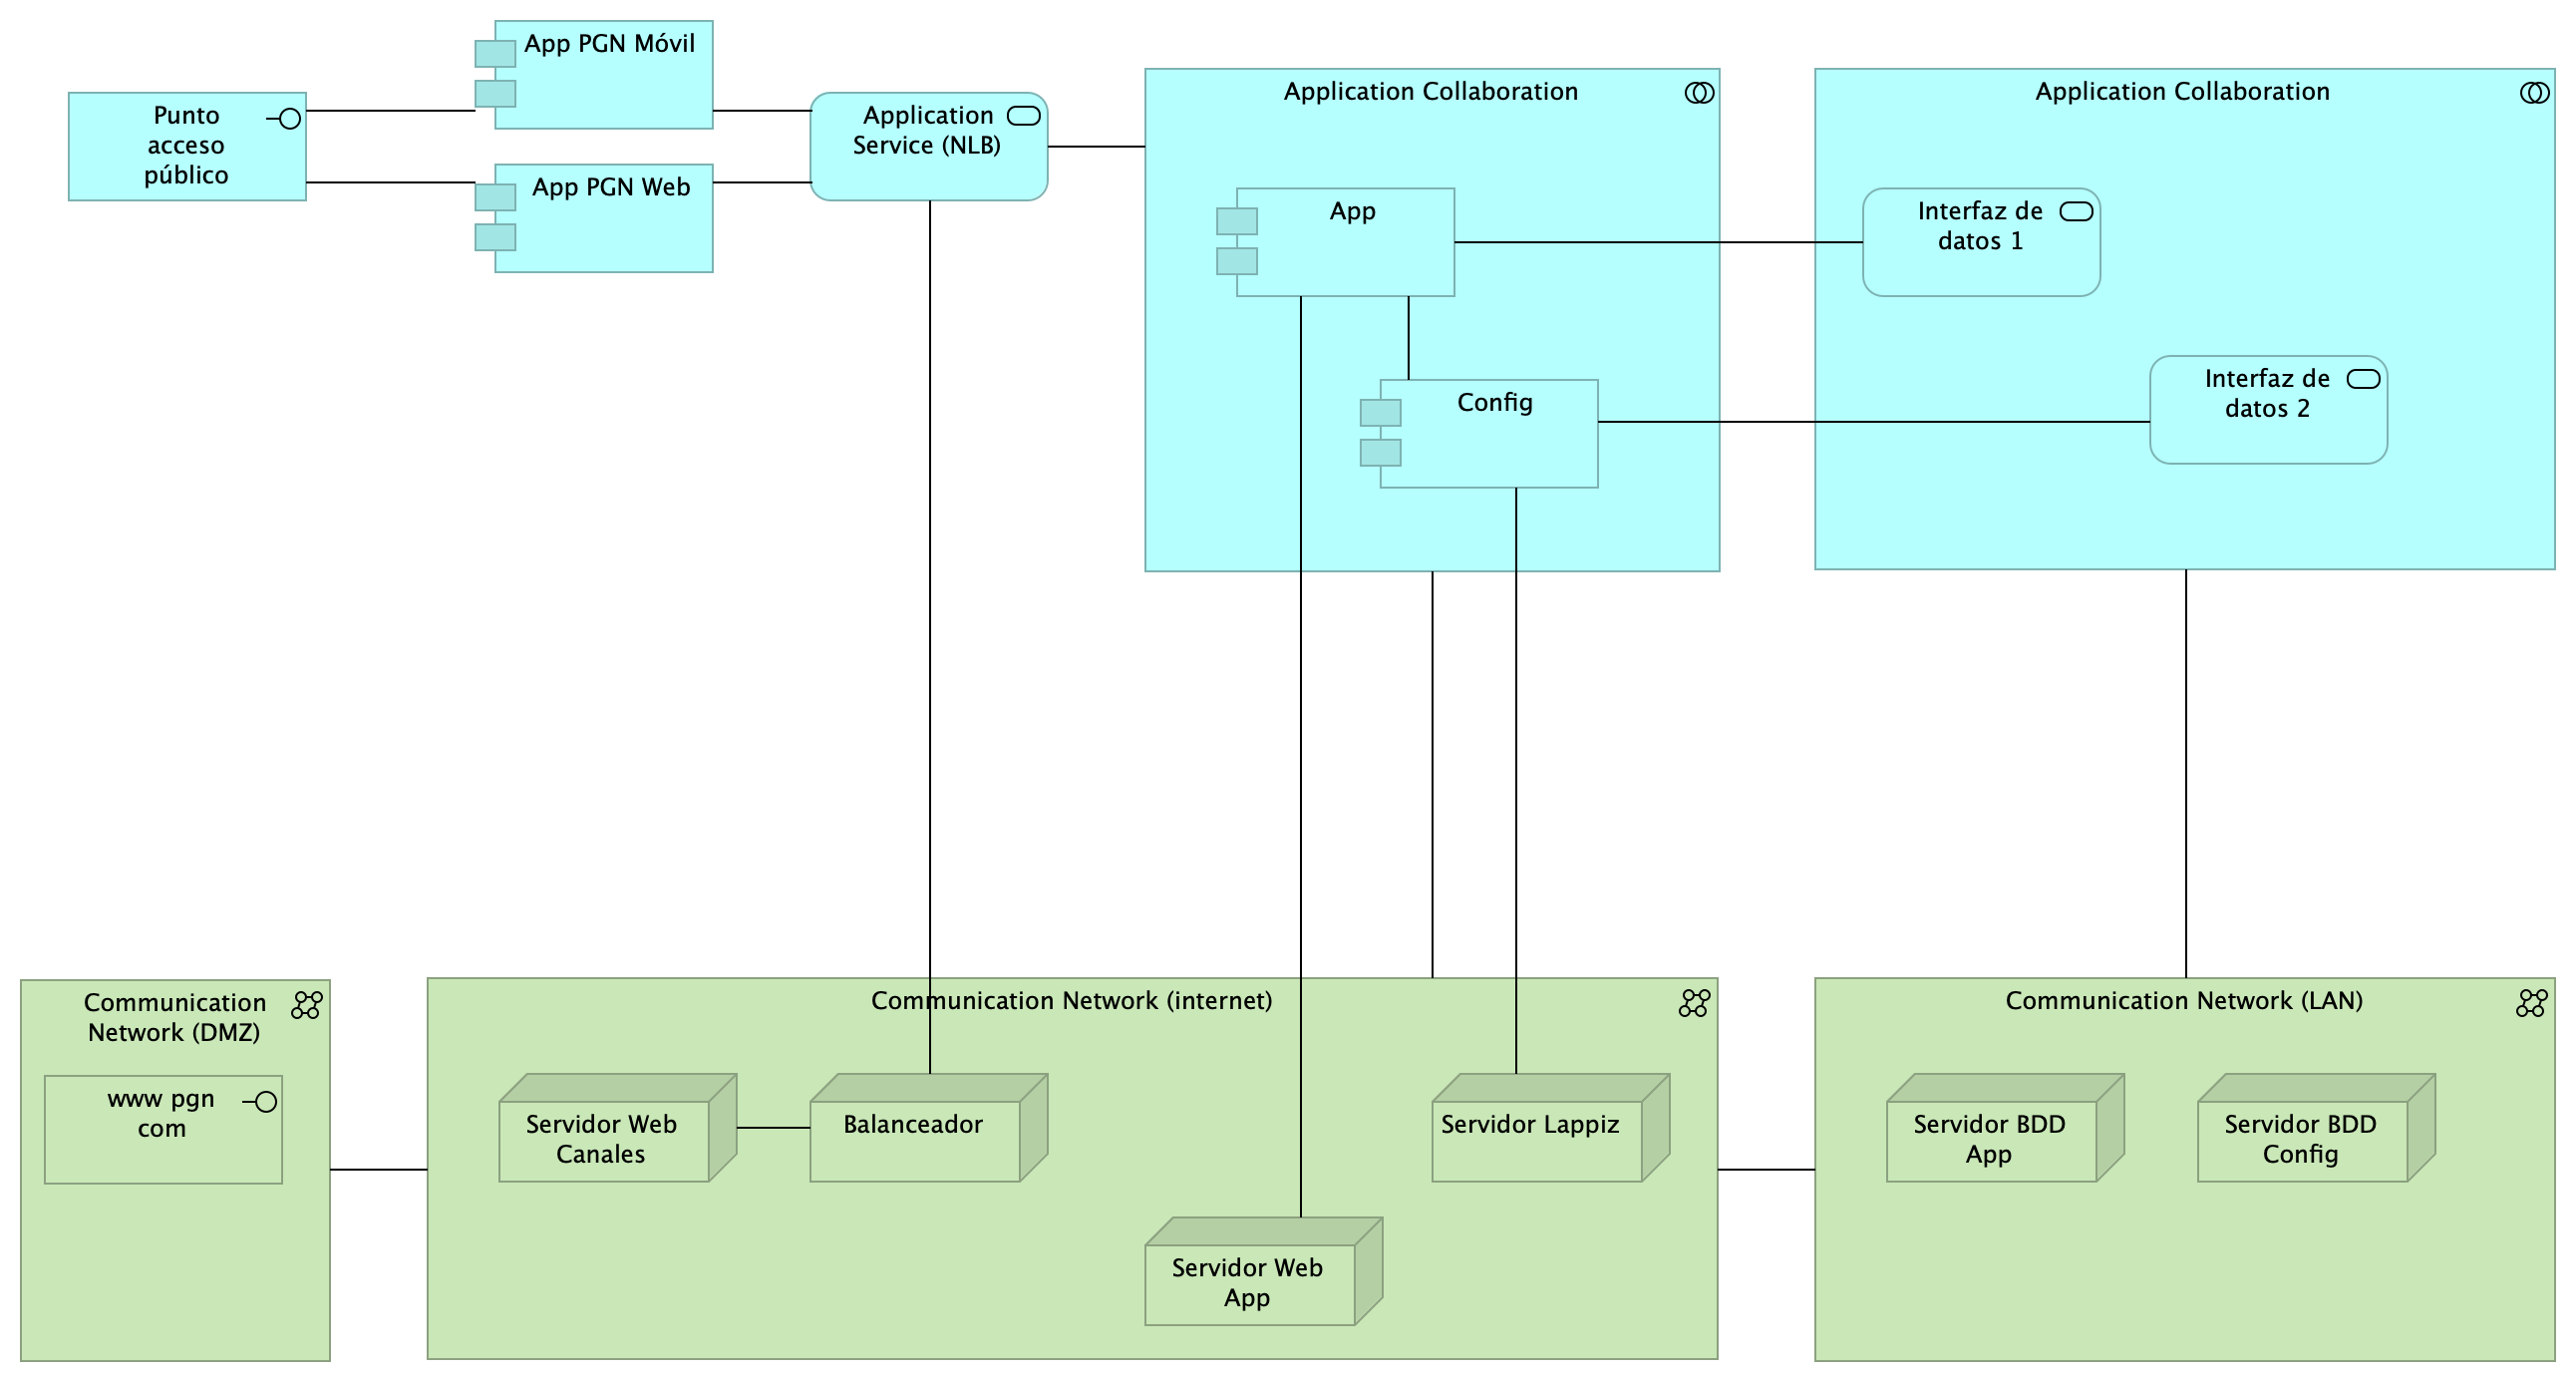 App PGN Móvil
Punto
acceso
público
App PGN Web
Application
Service (NLB)
Application Collaboration
App
Config
Application Collaboration
Interfaz de
datos 1
Interfaz de
datos 2
Communication
Network (DMZ)
www pgn
com
Communication Network (internet)
Servidor Web
Canales
Balanceador
Servidor Lappiz
Servidor Web
App
Communication Network (LAN)
Servidor BDD
App
Servidor BDD
Config